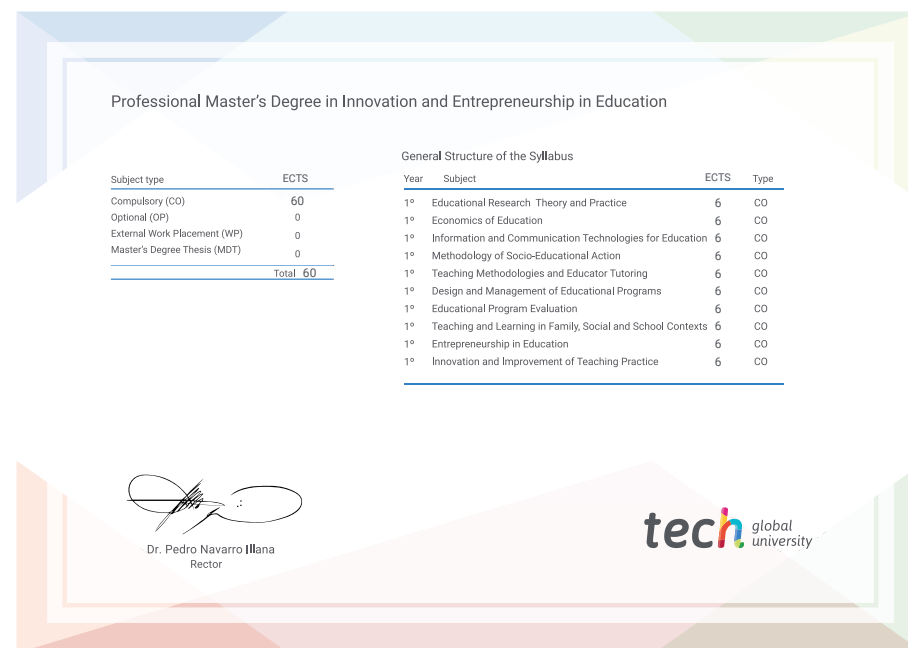 Professional Master's Degree in Innovation and Entrepreneurship in Education
Subject type ECTS
Compulsory (CO) 60
Optional (OP) 0
External Work Placement (WP) 0
Master's Degree Thesis (MDT) 0
Total 60
General Structure of the Syllabus
Year Subject ECTS Type
1º Educational Research Theory and Practice 6 CO
1º Economics of Education 6 CO
1º Information and Communication Technologies for Education 6 CO
1º Methodology of Socio-Educational Action 6 CO
1º Teaching Methodologies and Educator Tutoring 6 CO
1º Design and Management of Educational Programs 6 CO
1º Educational Program Evaluation 6 CO
1º Teaching and Learning in Family, Social and School Contexts 6 CO
1º Entrepreneurship in Education 6 CO
1º Innovation and Improvement of Teaching Practice 6 CO
Dr. Pedro Navarro Illana
Rector
tech global
university